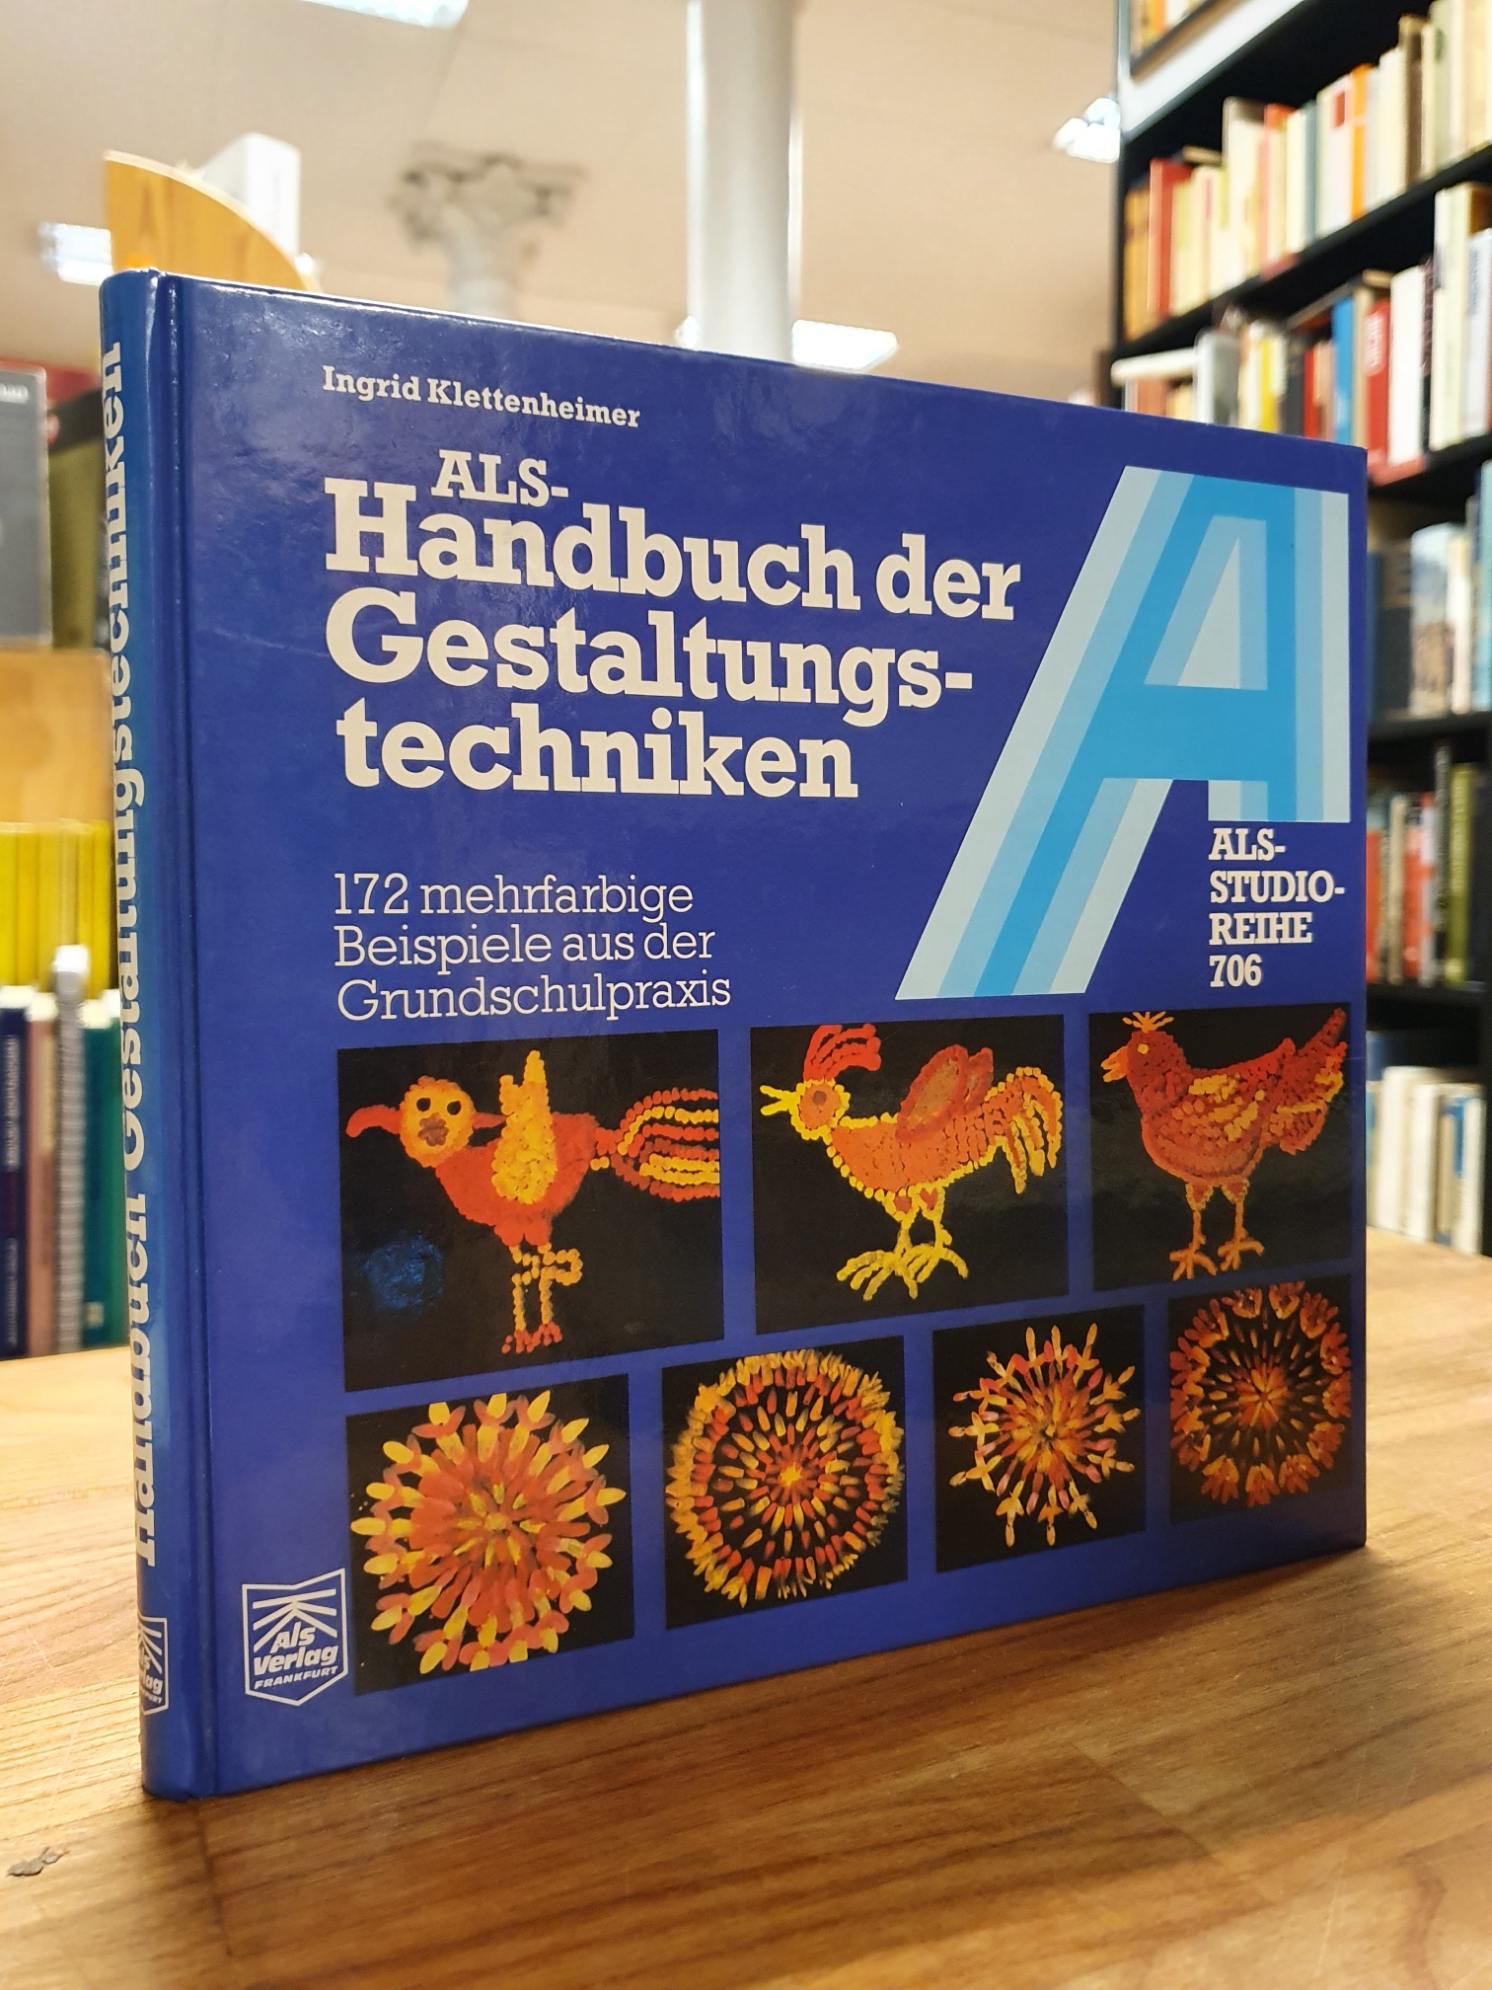 Ingrid Klettenheimer
ALS-
Handbuch der
Gestaltungs-
techniken
172 mehrfarbige
Beispiele aus der
Grundschulpraxis
ALS-
STUDIO-
REIHE
706
Als
Verlag
FRANKFURT
Handbuch Gestaltungstechniken